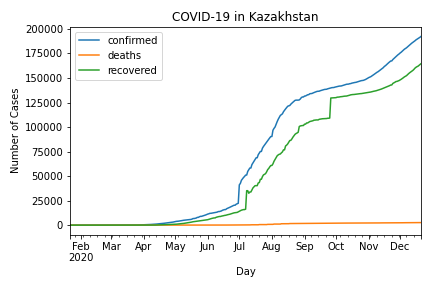 COVID-19 in Kazakhstan
confirmed
deaths
recovered
Number of Cases
200000
175000
150000
125000
100000
75000
50000
25000
0
Feb Mar Apr May Jun Jul Aug Sep Oct Nov Dec
2020
Day